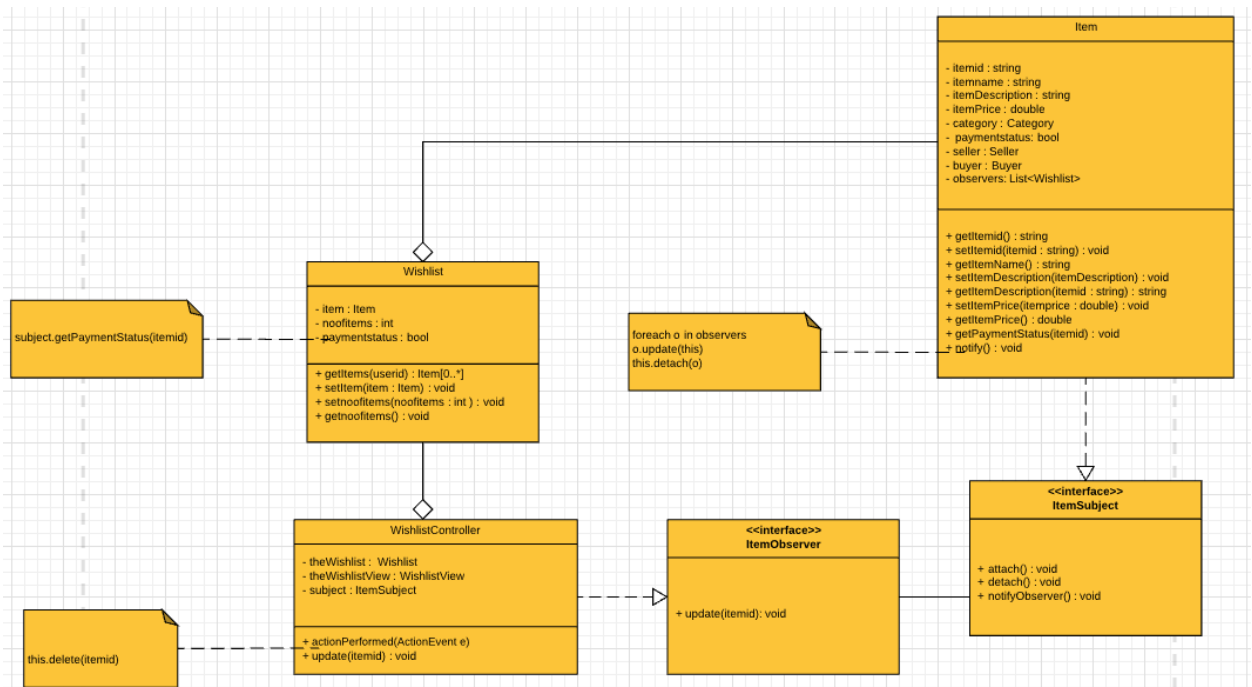 Item
- itemid : string
- itemname : string
- itemDescription : string
- itemPrice : double
- category : Category
- paymentstatus: bool
- seller : Seller
- buyer : Buyer
- observers: List<Wishlist>
+ getItemid() : string
+ setItemid(itemid : string) : void
+ getItemName() : string
+ setItemDescription(itemDescription) : void
+ getItemDescription(itemid : string) : string
+ setItemPrice(itemprice : double) : void
+ getItemPrice() : double
+ getPaymentStatus(itemid) : void
+ notify() : void
Wishlist
- item : Item
- noofitems : int
- paymentstatus : bool
+ getItems(userid) : Item[0..*]
+ setItem(item : Item) : void
+ setnoofitems(noofitems : int ) : void
+ getnoofitems() : void
subject.getPaymentStatus(itemid)
foreach o in observers
o.update(this)
this.detach(o)
WishlistController
- theWishlist : Wishlist
- theWishlistView : WishlistView
- subject : ItemSubject
+ actionPerformed(ActionEvent e)
+ update(itemid) : void
this.delete(itemid)
<<interface>>
ItemObserver
+ update(itemid): void
<<interface>>
ItemSubject
+ attach() : void
+ detach() : void
+ notifyObserver() : void